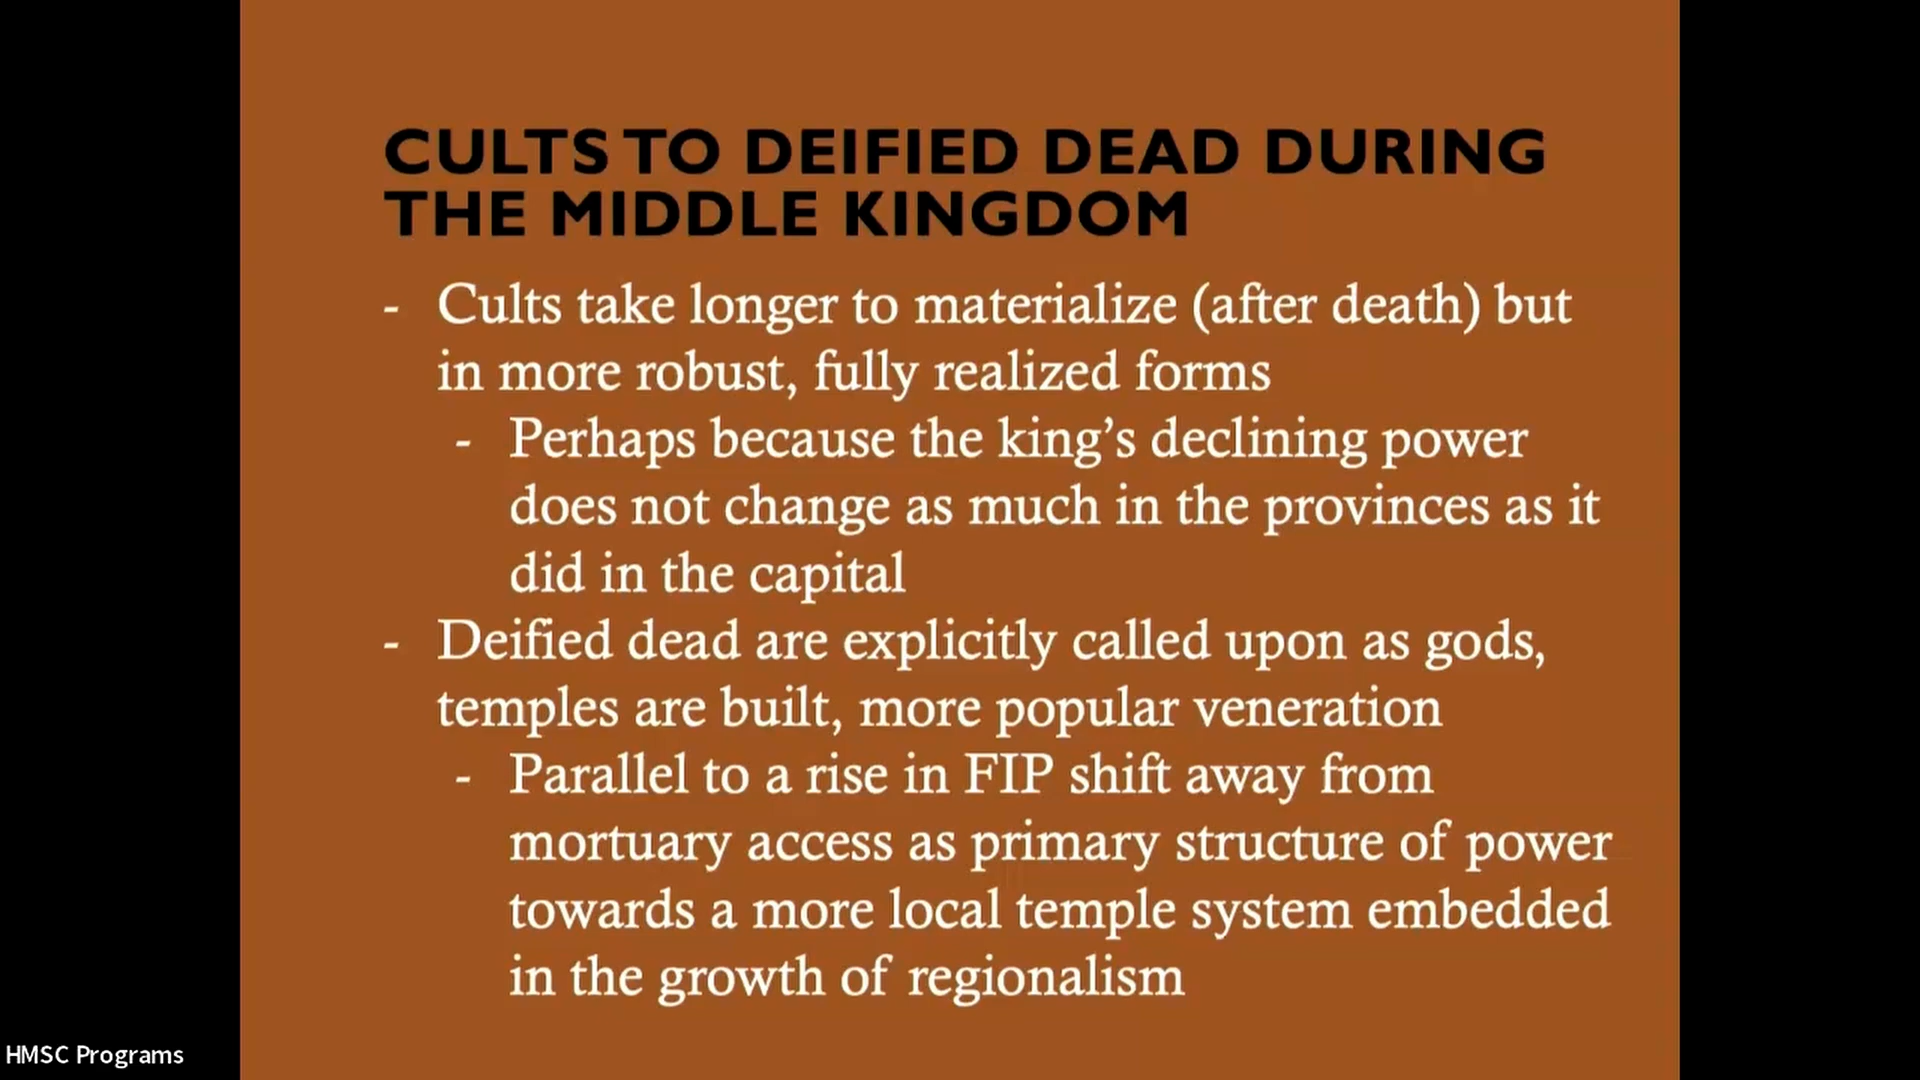 CULTS TO DEIFIED DEAD DURING
THE MIDDLE KINGDOM
- Cults take longer to materialize (after death) but
in more robust, fully realized forms
- Perhaps because the king’s declining power
does not change as much in the provinces as it
did in the capital
- Deified dead are explicitly called upon as gods,
temples are built, more popular veneration
- Parallel to a rise in FIP shift away from
mortuary access as primary structure of power
towards a more local temple system embedded
in the growth of regionalism
HMSC Programs